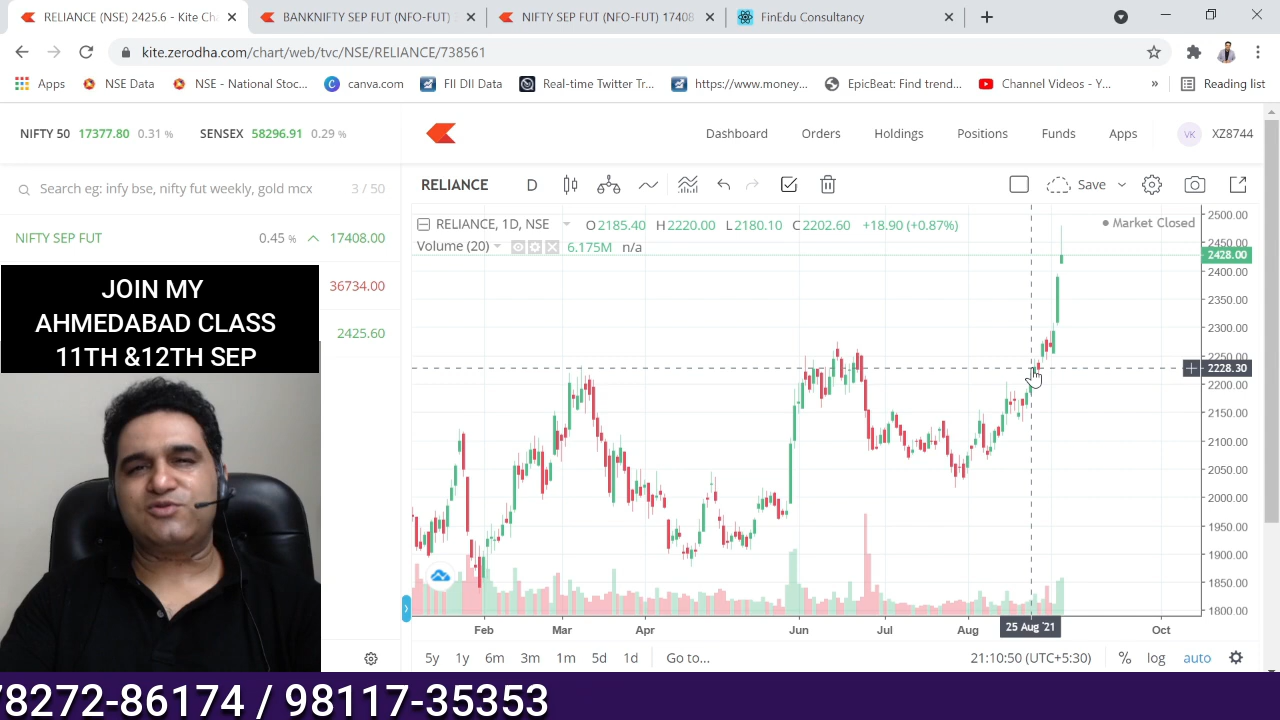 RELIANCE (NSE) 2425.6 - Kite Cha
BANKNIFTY SEP FUT (NFO-FUT)
NIFTY SEP FUT (NFO-FUT) 17408
FinEdu Consultancy
kite.zerodha.com/chart/web/tvc/NSE/RELIANCE/738561
Apps
NSE Data
NSE - National Stoc...
canva.com
FII DII Data
Real-time Twitter Tr...
https://www.money...
EpicBeat: Find trend...
Channel Videos - Y...
»
Reading list
NIFTY 50 17377.80 0.31 %
SENSEX 58296.91 0.29 %
Dashboard
Orders
Holdings
Positions
Funds
Apps
VK
XZ8744
Search eg: infy bse, nifty fut weekly, gold mcx
3 / 50
NIFTY SEP FUT
0.45 %
17408.00
36734.00
2425.60
JOIN MY
AHMEDABAD CLASS
11TH &12TH SEP
RELIANCE
D
Save
RELIANCE, 1D, NSE
O2185.40 H2220.00 L2180.10 C2202.60 +18.90 (+0.87%)
Market Closed
Volume (20)
6.175M n/a
2500.00
2450.00
2428.00
2400.00
2350.00
2300.00
2250.00
2228.30
2200.00
2150.00
2100.00
2050.00
2000.00
1950.00
1900.00
1850.00
1800.00
Feb
Mar
Apr
Jun
Jul
Aug
25 Aug '21
Oct
5y
1y
6m
3m
1m
5d
1d
Go to...
21:10:50 (UTC+5:30)
%
log
auto
78272-86174 / 98117-35353